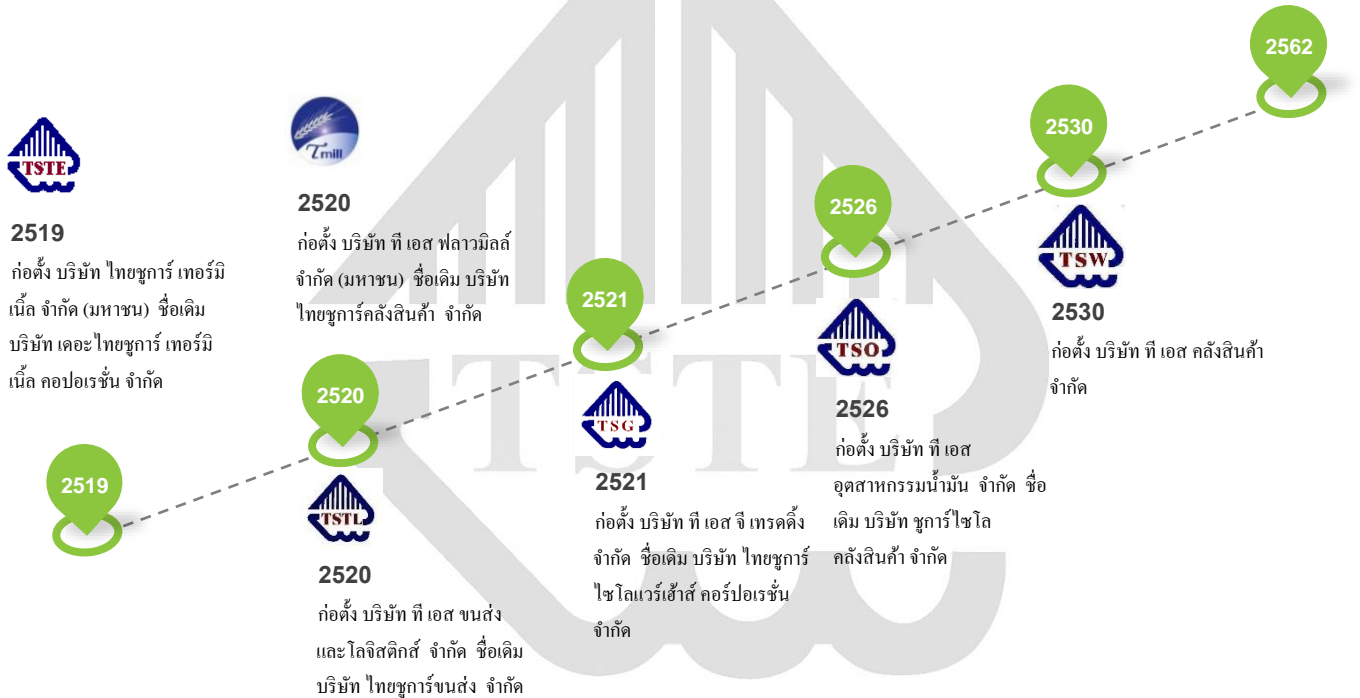 TSTE
2519
ก่อตั้ง บริษัท ไทยชูการ์ เทอร์มิ
เนิ้ล จำกัด (มหาชน) ชื่อเดิม
บริษัท เดอะไทยชูการ์ เทอร์มิ
เนิ้ล คอปอเรชั่น จำกัด
2519
Tmill
2520
ก่อตั้ง บริษัท ที เอส ฟลาวมิลล์
จำกัด (มหาชน) ชื่อเดิม บริษัท
ไทยชูการ์คลังสินค้า จำกัด
2520
TSTL
2520
ก่อตั้ง บริษัท ที เอส ขนส่ง
และโลจิสติกส์ จำกัด ชื่อเดิม
บริษัท ไทยชูการ์ขนส่ง จำกัด
2521
TSG
2521
ก่อตั้ง บริษัท ที เอส จี เทรดดิ้ง
จำกัด ชื่อเดิม บริษัท ไทยชูการ์
ไซโลแวร์เฮ้าส์ คอร์ปอเรชั่น
จำกัด
2526
TSO
2526
ก่อตั้ง บริษัท ที เอส
อุตสาหกรรมน้ำมัน จำกัด ชื่อ
เดิม บริษัท ชูการ์ไซโล
คลังสินค้า จำกัด
2530
TSW
2530
ก่อตั้ง บริษัท ที เอส คลังสินค้า
จำกัด
2562
TSTE